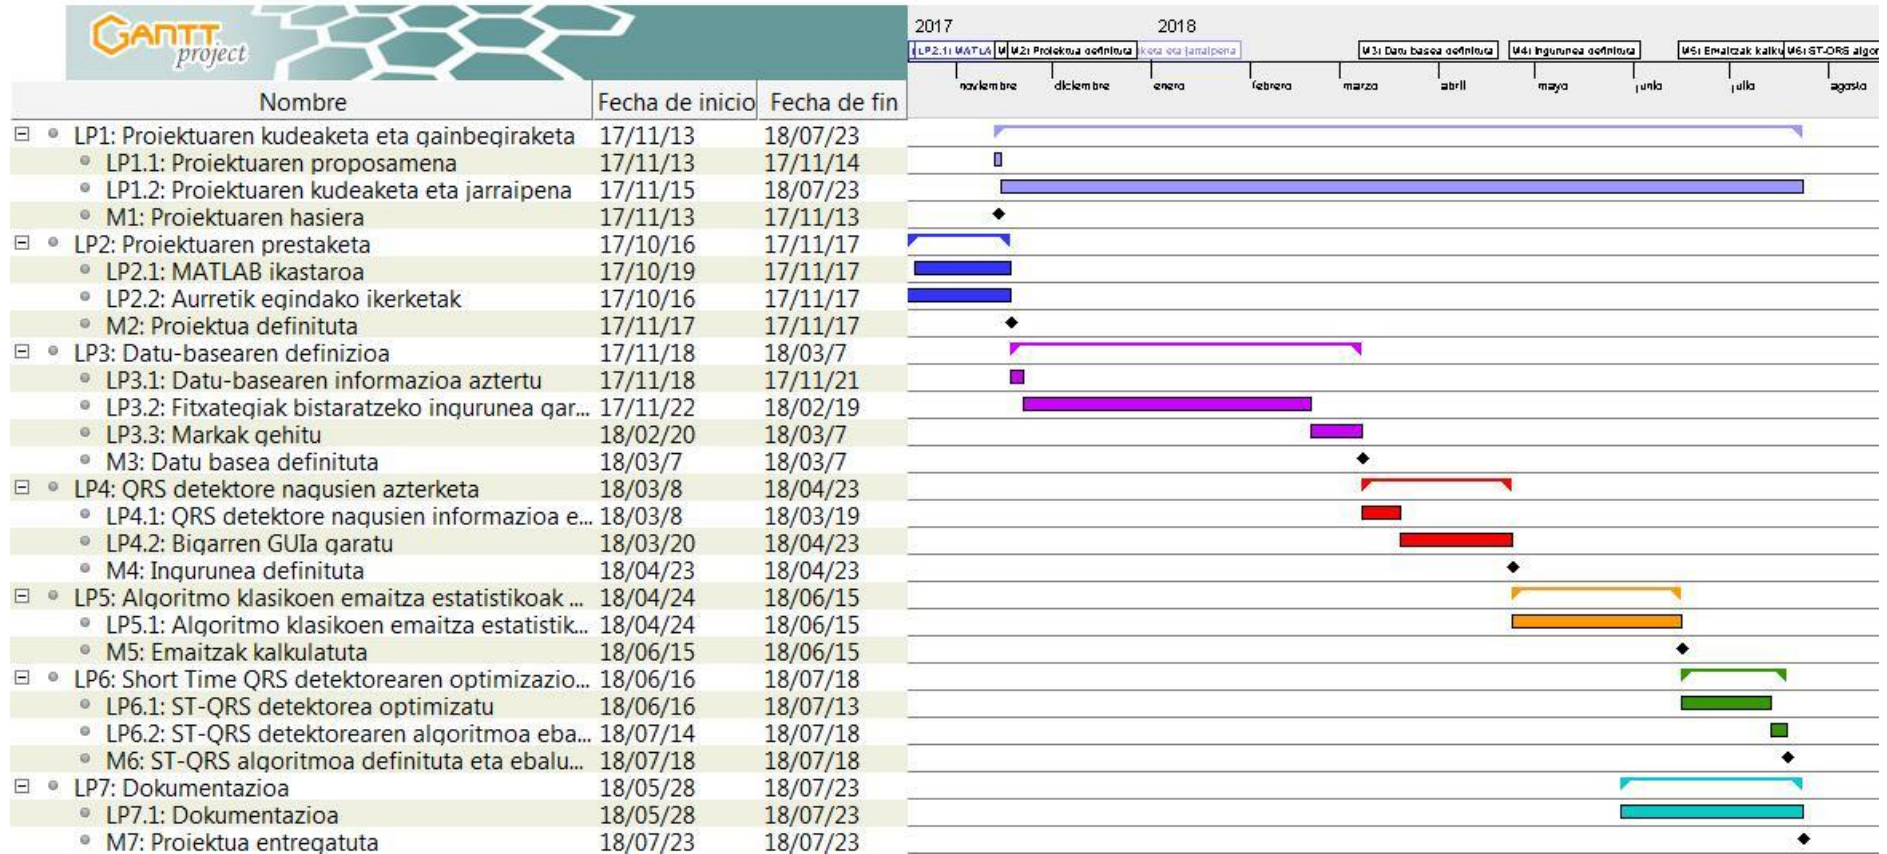 GANTT
project
2017 2018
LP2.1: MATLA M2: Proiektua definituta keta eta jarraipena M3: Datu basea definituta M4: Ingurunea definituta M5: Emaitzak kalku M6: ST-QRS algor
noviembre diciembre enero febrero marzo abril mayo junio julio agosto
Nombre Fecha de inicio Fecha de fin
LP1: Proiektuaren kudeaketa eta gainbegiraketa 17/11/13 18/07/23
LP1.1: Proiektuaren proposamena 17/11/13 17/11/14
LP1.2: Proiektuaren kudeaketa eta jarraipena 17/11/15 18/07/23
M1: Proiektuaren hasiera 17/11/13 17/11/13
LP2: Proiektuaren prestaketa 17/10/16 17/11/17
LP2.1: MATLAB ikastaroa 17/10/19 17/11/17
LP2.2: Aurretik egindako ikerketak 17/10/16 17/11/17
M2: Proiektua definituta 17/11/17 17/11/17
LP3: Datu-basearen definizioa 17/11/18 18/03/7
LP3.1: Datu-basearen informazioa aztertu 17/11/18 17/11/21
LP3.2: Fitxategiak bistaratzeko ingurunea gar... 17/11/22 18/02/19
LP3.3: Markak gehitu 18/02/20 18/03/7
M3: Datu basea definituta 18/03/7 18/03/7
LP4: QRS detektore nagusien azterketa 18/03/8 18/04/23
LP4.1: QRS detektore nagusien informazioa e... 18/03/8 18/03/19
LP4.2: Bigarren GUIa garatu 18/03/20 18/04/23
M4: Ingurunea definituta 18/04/23 18/04/23
LP5: Algoritmo klasikoen emaitza estatistikoak ... 18/04/24 18/06/15
LP5.1: Algoritmo klasikoen emaitza estatistik... 18/04/24 18/06/15
M5: Emaitzak kalkulatuta 18/06/15 18/06/15
LP6: Short Time QRS detektorearen optimizazio... 18/06/16 18/07/18
LP6.1: ST-QRS detektorea optimizatu 18/06/16 18/07/13
LP6.2: ST-QRS detektorearen algoritmoa eba... 18/07/14 18/07/18
M6: ST-QRS algoritmoa definituta eta ebalu... 18/07/18 18/07/18
LP7: Dokumentazioa 18/05/28 18/07/23
LP7.1: Dokumentazioa 18/05/28 18/07/23
M7: Proiektua entregatuta 18/07/23 18/07/23